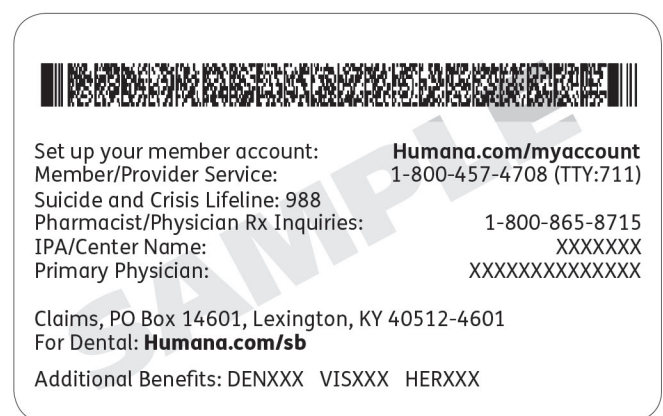 Set up your member account: Humana.com/myaccount
Member/Provider Service: 1-800-457-4708 (TTY:711)
Suicide and Crisis Lifeline: 988
Pharmacist/Physician Rx Inquiries: 1-800-865-8715
IPA/Center Name: XXXXXXX
Primary Physician: XXXXXXXXXXXXXX
Claims, PO Box 14601, Lexington, KY 40512-4601
For Dental: Humana.com/sb
Additional Benefits: DENXXX VISXXX HERXXX
SAMPLE